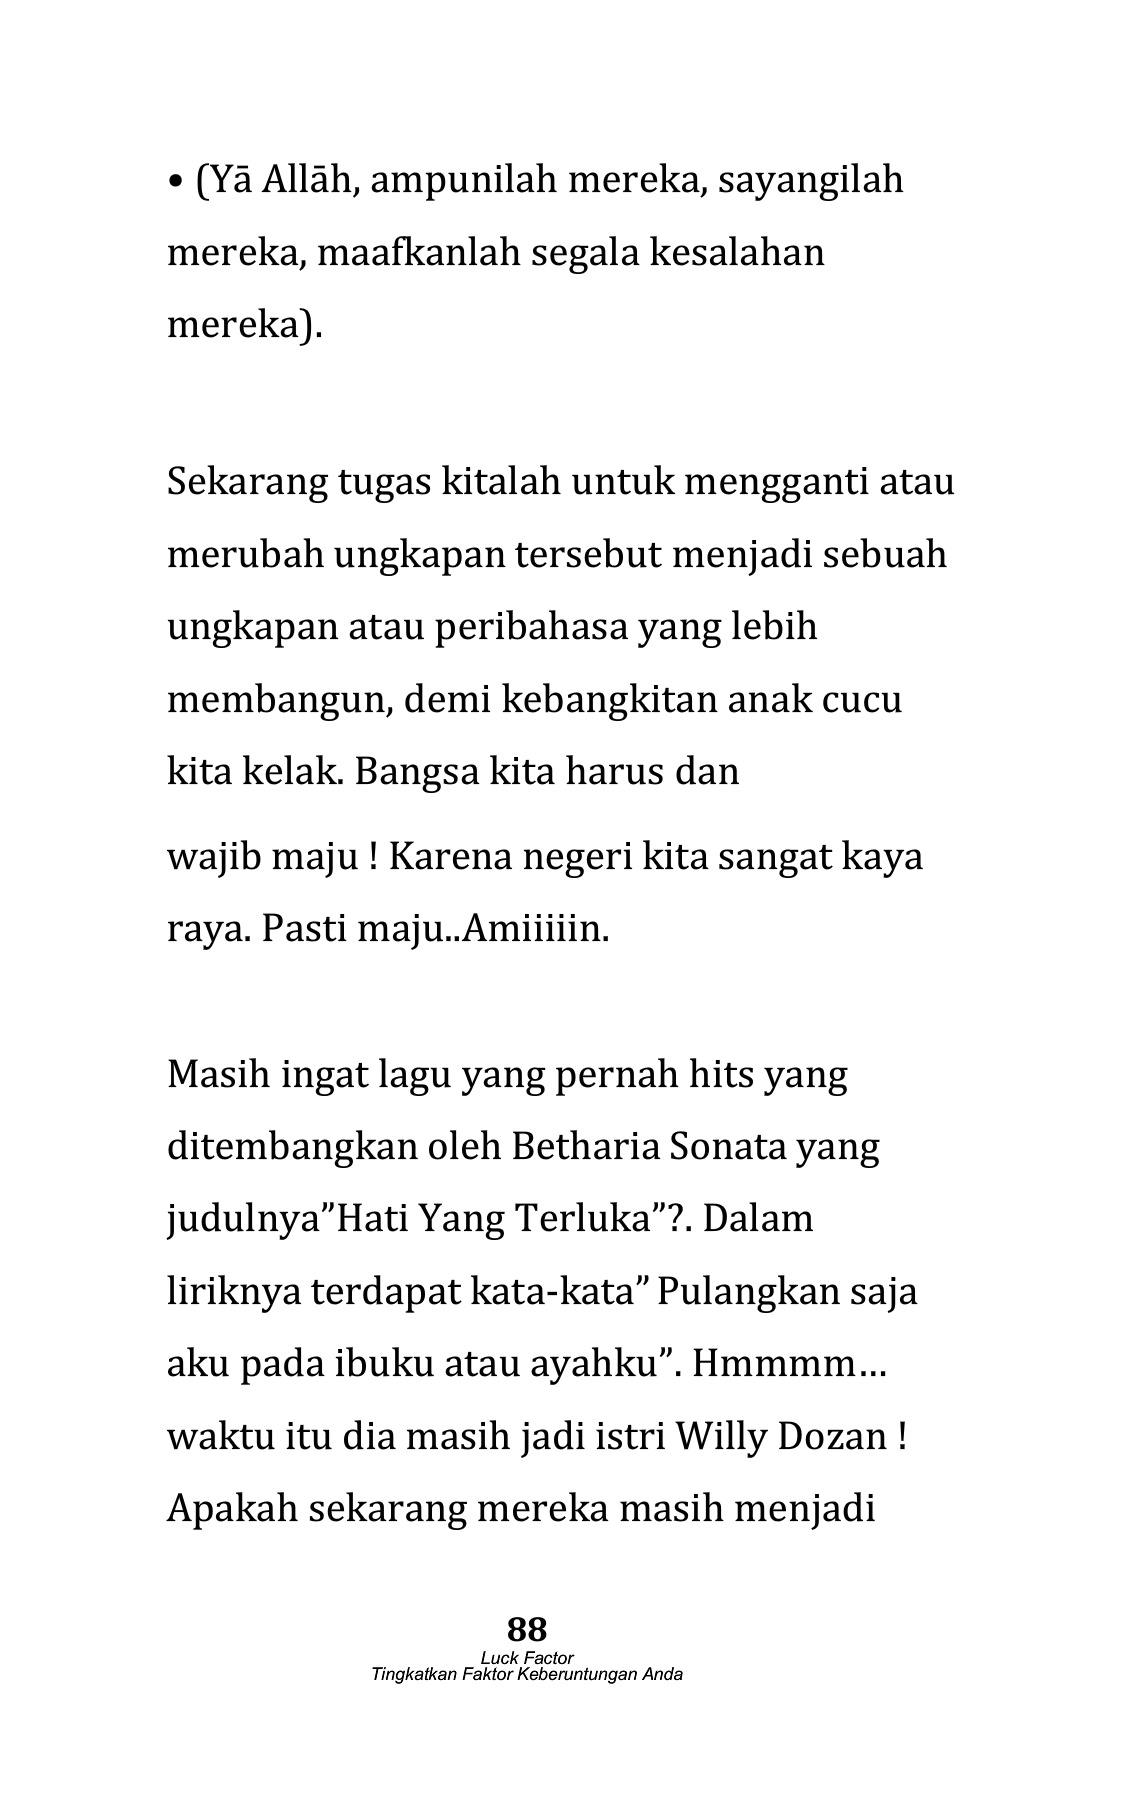 • (Yā Allāh, ampunilah mereka, sayangilah
mereka, maafkanlah segala kesalahan
mereka).
Sekarang tugas kitalah untuk mengganti atau
merubah ungkapan tersebut menjadi sebuah
ungkapan atau peribahasa yang lebih
membangun, demi kebangkitan anak cucu
kita kelak. Bangsa kita harus dan
wajib maju ! Karena negeri kita sangat kaya
raya. Pasti maju..Amiiiiin.
Masih ingat lagu yang pernah hits yang
ditembangkan oleh Betharia Sonata yang
judulnya”Hati Yang Terluka”?. Dalam
liriknya terdapat kata-kata” Pulangkan saja
aku pada ibuku atau ayahku”. Hmmmm…
waktu itu dia masih jadi istri Willy Dozan !
Apakah sekarang mereka masih menjadi
88
Luck Factor
Tingkatkan Faktor Keberuntungan Anda